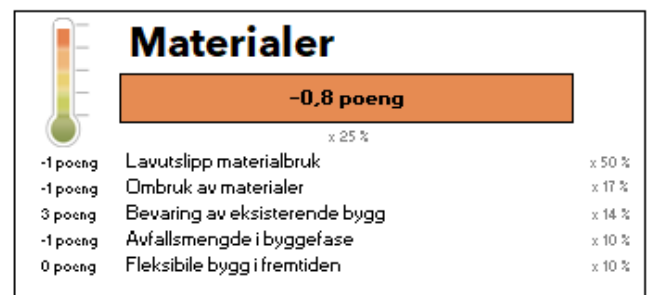 Materialer
-0,8 poeng
x 25 %
-1 poeng Lavutslipp materialbruk x 50 %
-1 poeng Ombruk av materialer x 17 %
3 poeng Bevaring av eksisterende bygg x 14 %
-1 poeng Avfallsmengde i byggefase x 10 %
0 poeng Fleksibile bygg i fremtiden x 10 %